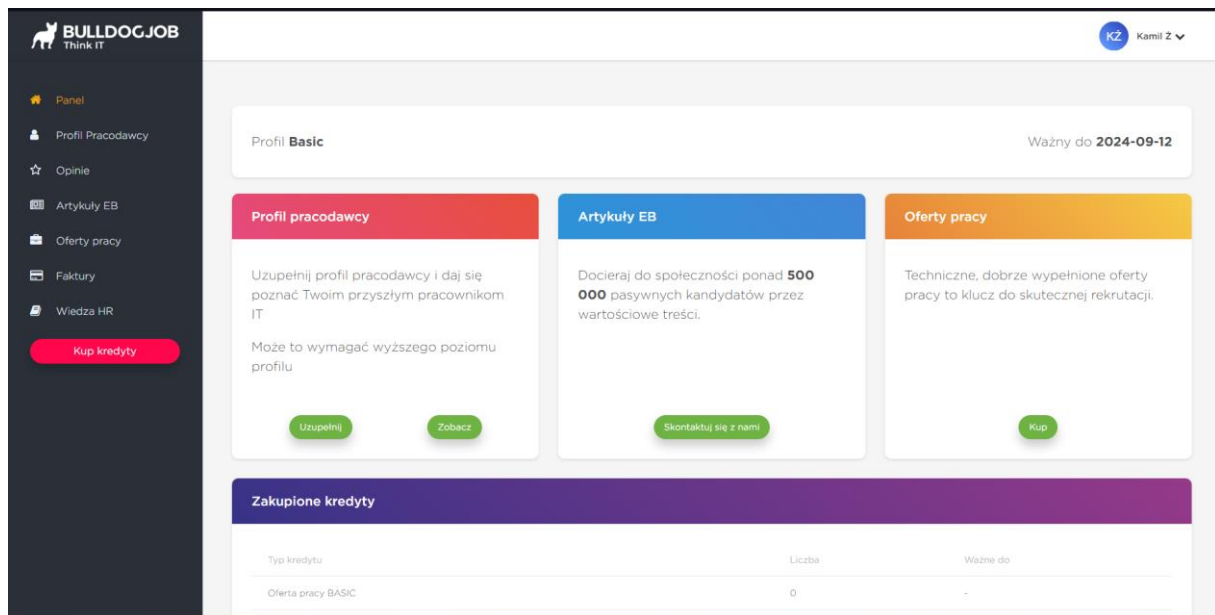 BULLDOGJOB
Think IT
KŻ
Kamil Ż
Panel
Profil Pracodawcy
Opinie
Artykuły EB
Oferty pracy
Faktury
Wiedza HR
Kup kredyty
Profil Basic
Ważny do 2024-09-12
Profil pracodawcy
Uzupełnij profil pracodawcy i daj się
poznać Twoim przyszłym pracownikom
IT
Może to wymagać wyższego poziomu
profilu
Uzupełnij
Zobacz
Artykuły EB
Docieraj do społeczności ponad 500
000 pasywnych kandydatów przez
wartościowe treści.
Skontaktuj się z nami
Oferty pracy
Techniczne, dobrze wypełnione oferty
pracy to klucz do skutecznej rekrutacji.
Kup
Zakupione kredyty
Typ kredytu Liczba Ważne do
Oferta pracy BASIC 0 -